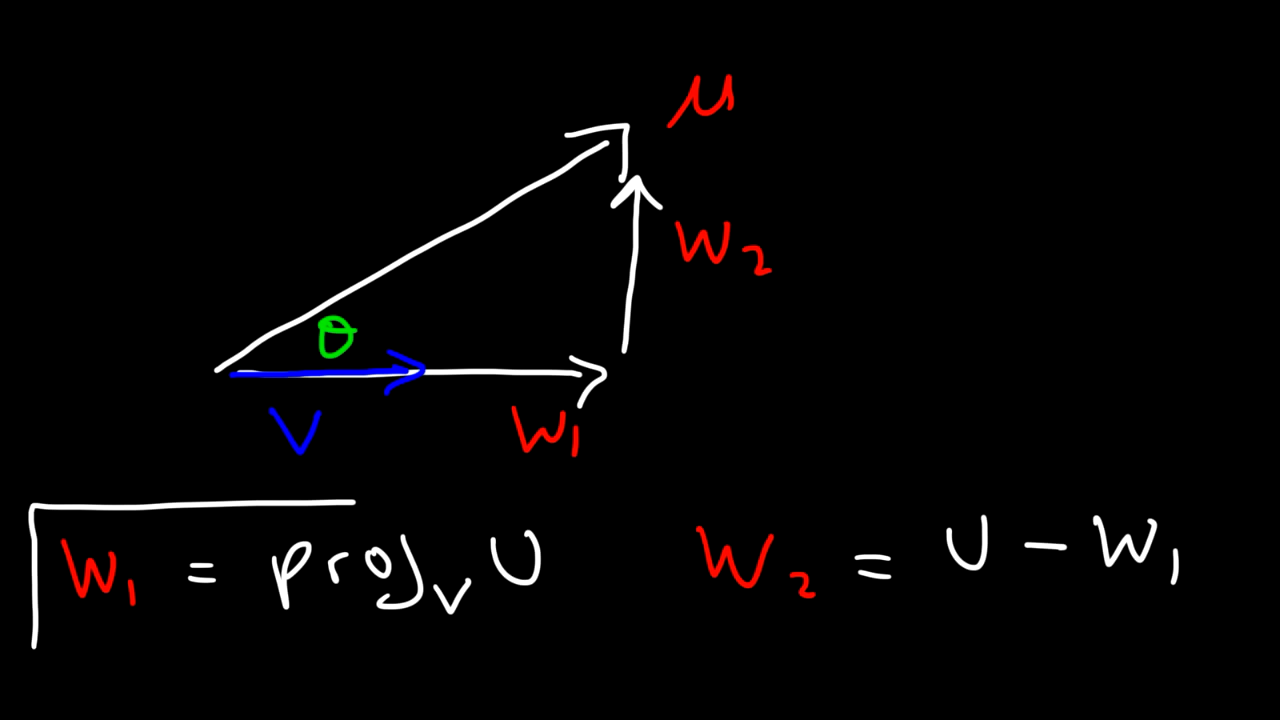 u
W2
θ
V
W1
W1 = projv U
W2 = U - W1